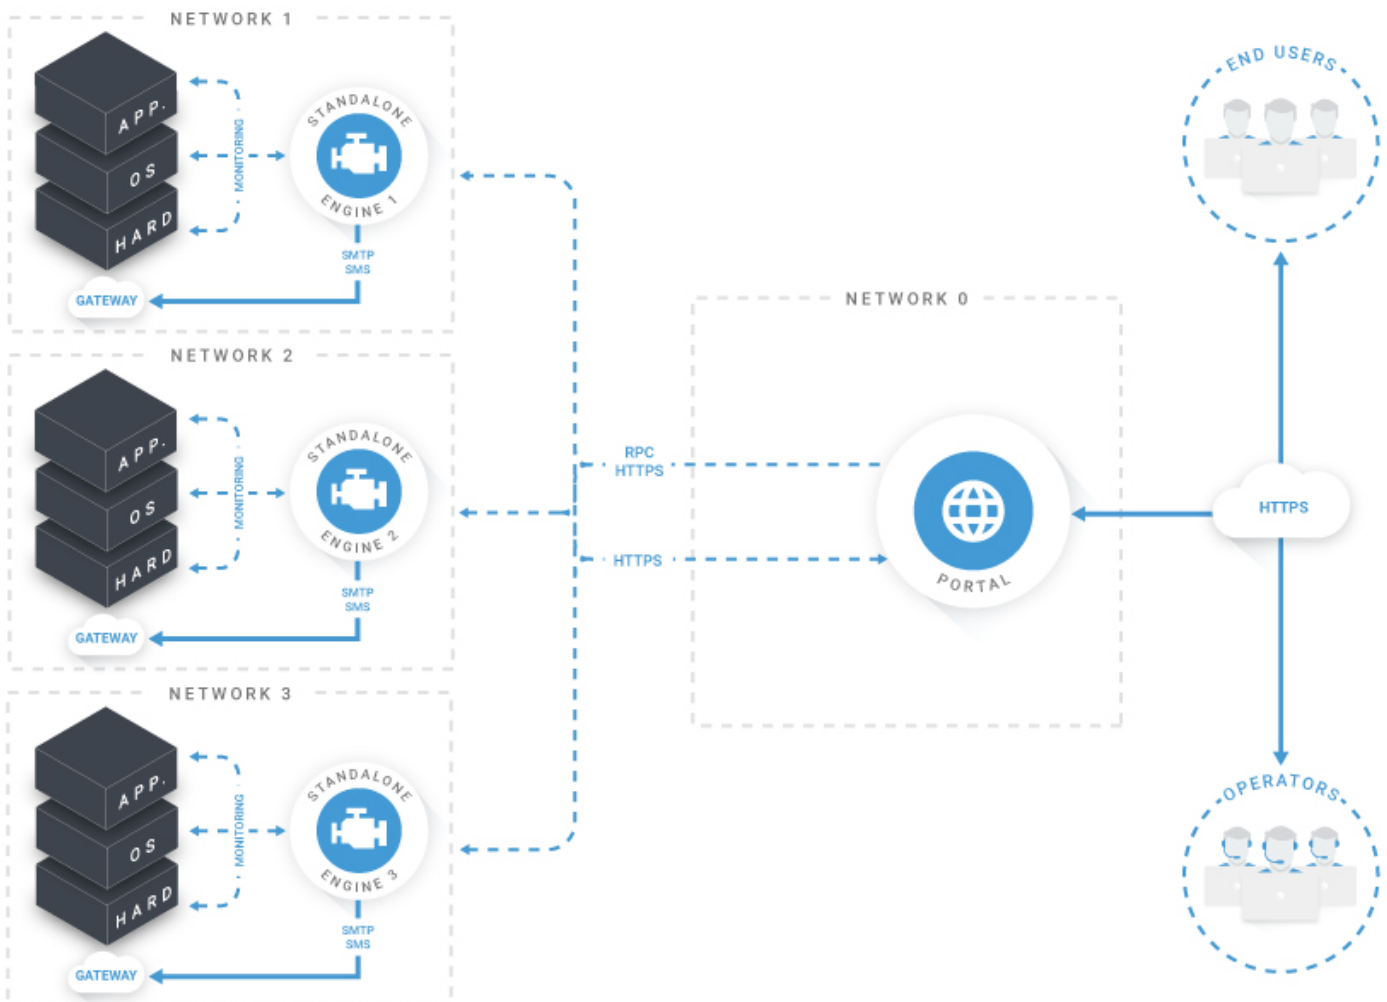 NETWORK 1
APP.
OS
HARD
MONITORING
STANDALONE
ENGINE 1
SMTP
SMS
GATEWAY
NETWORK 2
APP.
OS
HARD
MONITORING
STANDALONE
ENGINE 2
SMTP
SMS
GATEWAY
NETWORK 3
APP.
OS
HARD
MONITORING
STANDALONE
ENGINE 3
SMTP
SMS
GATEWAY
RPC
HTTPS
HTTPS
NETWORK 0
PORTAL
END USERS
HTTPS
OPERATORS